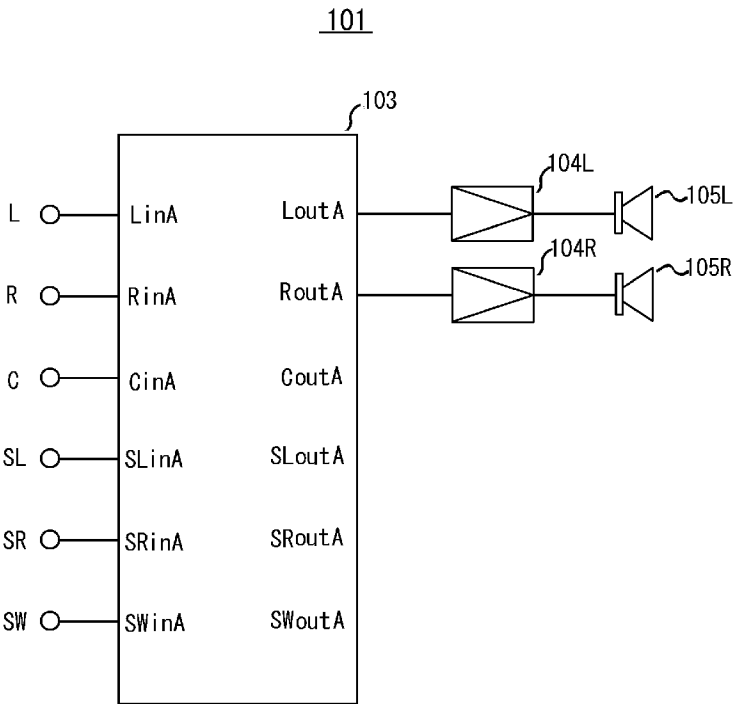 101
103
104L
L LinA LoutA 105L
104R
R RinA RoutA 105R
C CinA CoutA
SL SLinA SLoutA
SR SRinA SRoutA
SW SWinA SWoutA